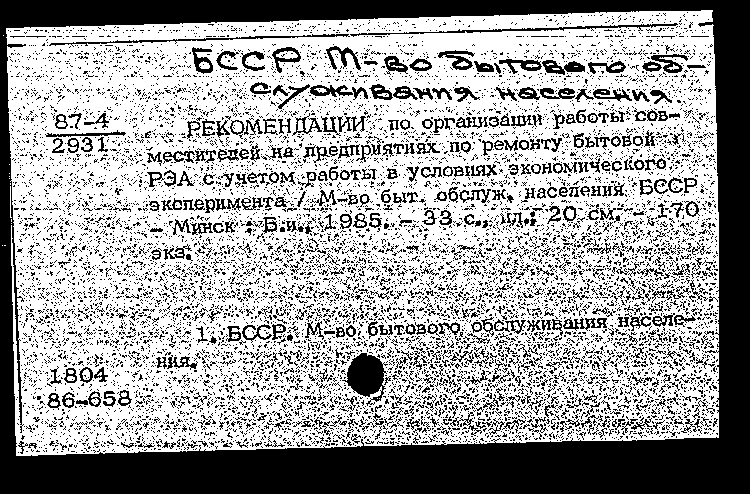 БССР. М-во бытового об-
служивания населения.
87-4
2931
РЕКОМЕНДАЦИИ по организации работы сов-
местителей на предприятиях по ремонту бытовой
РЭА с учетом работы в условиях экономического
эксперимента / М-во быт. обслуж. населения БССР.
- Минск : Б.и., 1985. - 33 с., ил.; 20 см. - 170
экз.
1. БССР. М-во бытового обслуживания населе-
ния.
1804
86-658